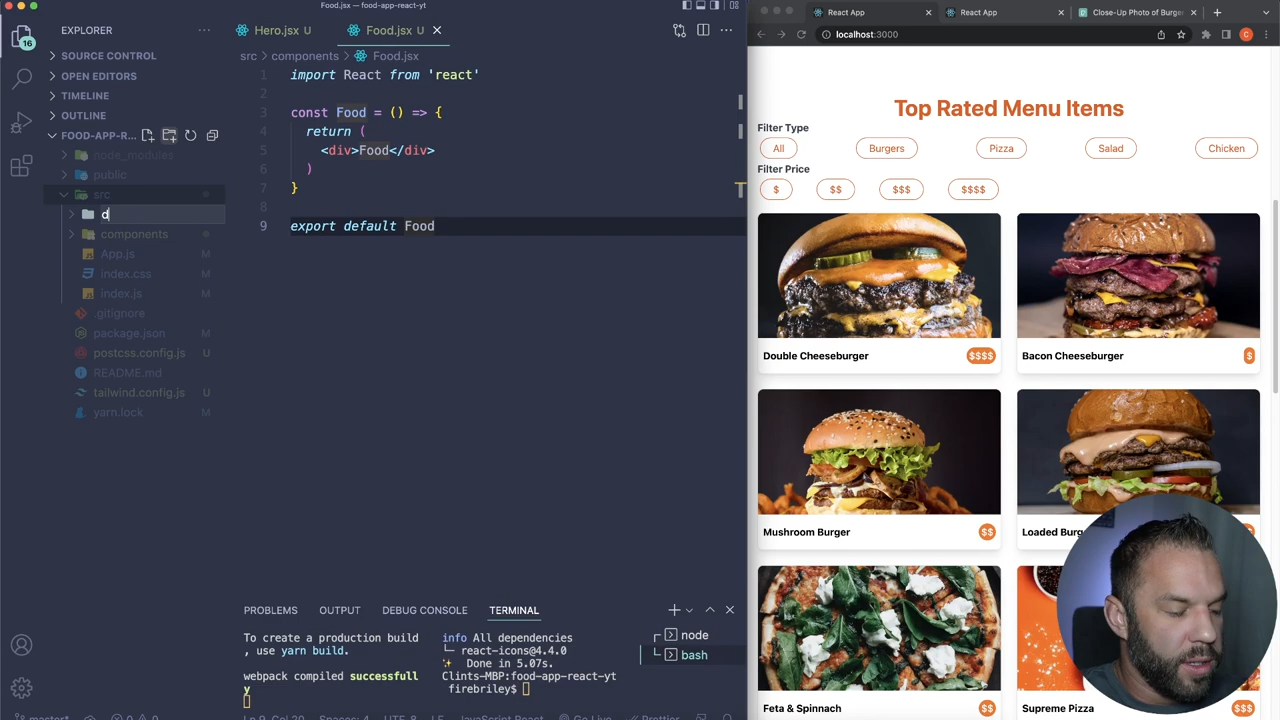 Food.jsx — food-app-react-yt
EXPLORER
SOURCE CONTROL
OPEN EDITORS
TIMELINE
OUTLINE
FOOD-APP-R...
node_modules
public
src
d
components
App.js M
index.css M
index.js M
.gitignore
package.json M
postcss.config.js U
README.md
tailwind.config.js U
yarn.lock M
16
Hero.jsx U
Food.jsx U
src > components > Food.jsx
1 import React from 'react'
2
3 const Food = () => {
4 return (
5 <div>Food</div>
6 )
7 }
8
9 export default Food
PROBLEMS OUTPUT DEBUG CONSOLE TERMINAL
To create a production build
, use yarn build.
webpack compiled successfull
y
info All dependencies
└─ react-icons@4.4.0
✨ Done in 5.07s.
Clints-MBP:food-app-react-yt
firebriley$
node
bash
React App
React App
Close-Up Photo of Burger
localhost:3000
C
Top Rated Menu Items
Filter Type
All Burgers Pizza Salad Chicken
Filter Price
$ $$ $$$ $$$$
Double Cheeseburger $$$$
Bacon Cheeseburger $
Mushroom Burger $$
Loaded
Feta & Spinnach $$
Supreme Pizza $$$